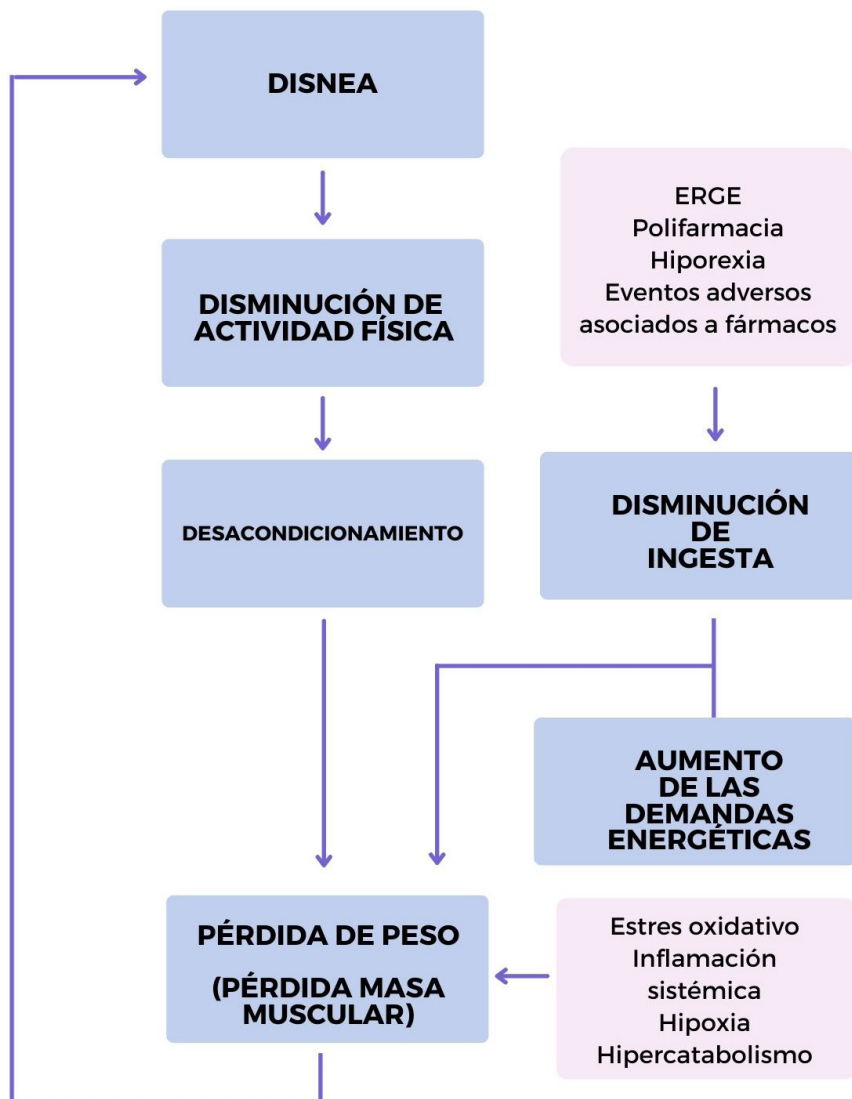 DISNEA
DISMINUCIÓN DE
ACTIVIDAD FÍSICA
DESACONDICIONAMIENTO
ERGE
Polifarmacia
Hiporexia
Eventos adversos
asociados a fármacos
DISMINUCIÓN
DE
INGESTA
AUMENTO
DE LAS
DEMANDAS
ENERGÉTICAS
PÉRDIDA DE PESO
(PÉRDIDA MASA
MUSCULAR)
Estres oxidativo
Inflamación
sistémica
Hipoxia
Hipercatabolismo